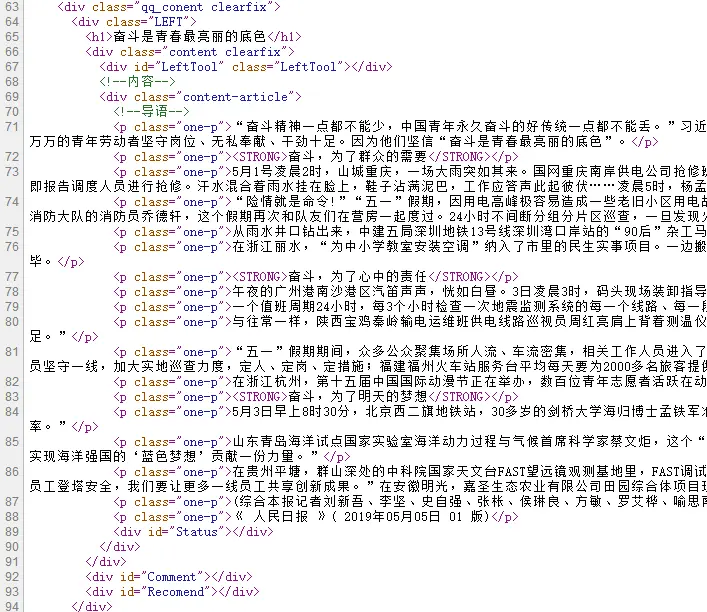 63 <div class="qq_conent clearfix">
64 <div class="LEFT">
65 <h1>奋斗是青春最亮丽的底色</h1>
66 <div class="content clearfix">
67 <div id="LeftTool" class="LeftTool"></div>
68 <!--内容-->
69 <div class="content-article">
70 <!--导语-->
71 <p class="one-p">“奋斗精神一点都不能少，中国青年永久奋斗的好传统一点都不能丢。”习近
万万的青年劳动者坚守岗位、无私奉献、干劲十足。因为他们坚信“奋斗是青春最亮丽的底色”。</p>
72 <p class="one-p"><STRONG>奋斗，为了群众的需要</STRONG></p>
73 <p class="one-p">5月1号凌晨2时，山城重庆，一场大雨突如其来。国网重庆南岸供电公司抢修班
即报告调度人员进行抢修。汗水混合着雨水挂在脸上，鞋子沾满泥巴，工作应答声此起彼伏……凌晨5时，杨孟
74 <p class="one-p">“险情就是命令!”“五一”假期，因用电高峰极容易造成一些老旧小区用电故
消防大队的消防员乔德轩，这个假期再次和队友们在营房一起度过。24小时不间断分组分片区巡查，一旦发现火
75 <p class="one-p">从雨水井口钻出来，中建五局深圳地铁13号线深圳湾口岸站的“90后”杂工马
76 <p class="one-p">在浙江丽水，“为中小学教室安装空调”纳入了市里的民生实事项目。一边搬
毕。</p>
77 <p class="one-p"><STRONG>奋斗，为了心中的责任</STRONG></p>
78 <p class="one-p">午夜的广州港南沙港区汽笛声声，恍如白昼。3日凌晨3时，码头现场装卸指导
79 <p class="one-p">一个值班周期24小时，每3个小时检查一次地震监测系统的每一个线路、每一段
80 <p class="one-p">与往常一样，陕西宝鸡秦岭输电运维班供电线路巡视员周红亮肩上背着测温仪
足。”</p>
81 <p class="one-p">“五一”假期期间，众多公众聚集场所人流、车流密集，相关工作人员进入了
员坚守一线，加大实地巡查力度，定人、定岗、定措施；福建福州火车站服务台平均每天要为2000多名旅客提供
82 <p class="one-p">在浙江杭州，第十五届中国国际动漫节正在举办，数百位青年志愿者活跃在动
83 <p class="one-p"><STRONG>奋斗，为了明天的梦想</STRONG></p>
84 <p class="one-p">5月3日早上8时30分，北京西二旗地铁站，30多岁的剑桥大学海归博士孟铁军准
率。”</p>
85 <p class="one-p">山东青岛海洋试点国家实验室海洋动力过程与气候首席科学家蔡文炬，这个“
实现海洋强国的‘蓝色梦想’贡献一份力量。”</p>
86 <p class="one-p">在贵州平塘，群山深处的中科院国家天文台FAST望远镜观测基地里，FAST调试
员工登塔安全，我们要让更多一线员工共享创新成果。”在安徽明光，嘉圣生态农业有限公司田园综合体项目现
87 <p class="one-p">(综合本报记者刘新吾、李坚、史自强、张枨、侯琳良、方敏、罗艾桦、喻思南
88 <p class="one-p">《 人民日报 》( 2019年05月05日 01 版)</p>
89 <div id="Status"></div>
90 </div>
91 </div>
92 <div id="Comment"></div>
93 <div id="Recomend"></div>
94 </div>